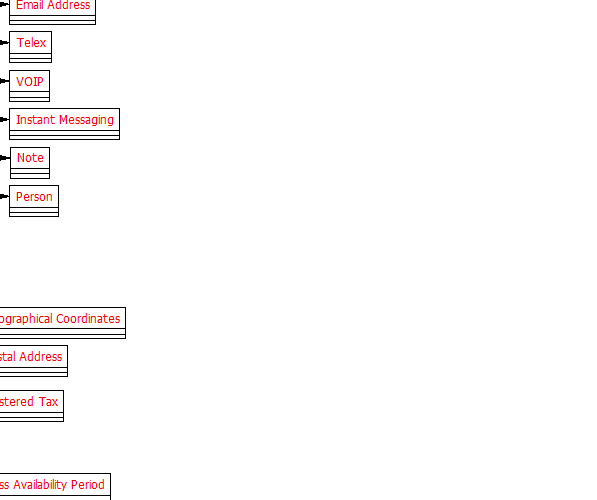 Email Address
Telex
VOIP
Instant Messaging
Note
Person
ographical Coordinates
stal Address
stered Tax
ss Availability Period